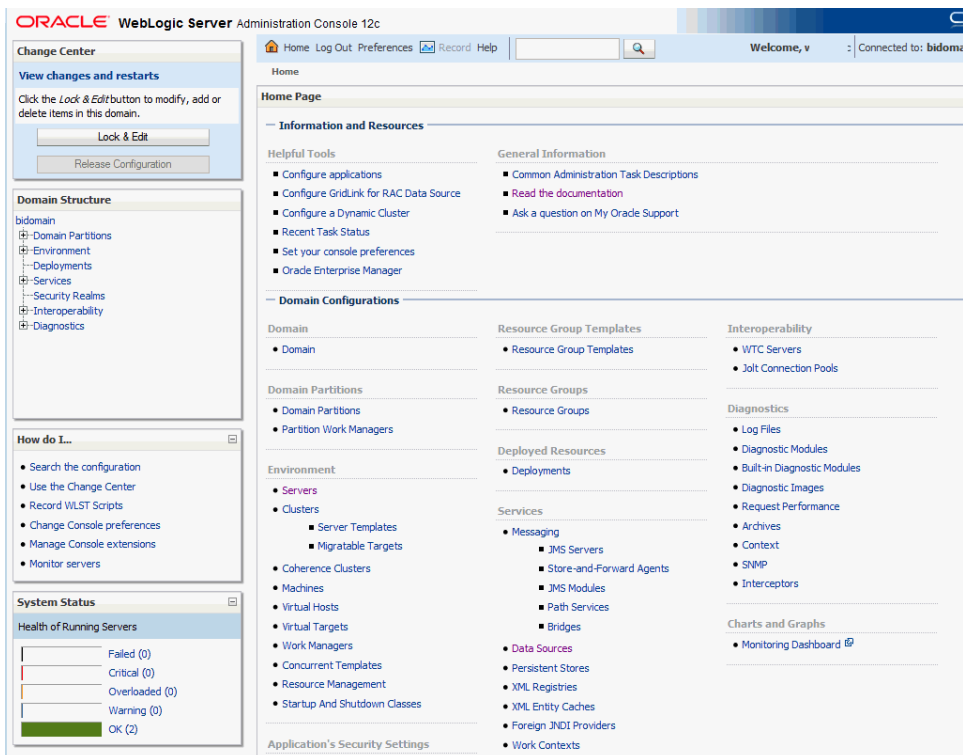 ORACLE WebLogic Server Administration Console 12c
Change Center
View changes and restarts
Click the Lock & Edit button to modify, add or
delete items in this domain.
Lock & Edit
Release Configuration
Domain Structure
bidomain
Domain Partitions
Environment
Deployments
Services
Security Realms
Interoperability
Diagnostics
How do I...
Search the configuration
Use the Change Center
Record WLST Scripts
Change Console preferences
Manage Console extensions
Monitor servers
System Status
Health of Running Servers
Failed (0)
Critical (0)
Overloaded (0)
Warning (0)
OK (2)
Home Log Out Preferences Record Help
Welcome, v : Connected to: bidoma
Home
Home Page
Information and Resources
Helpful Tools
Configure applications
Configure GridLink for RAC Data Source
Configure a Dynamic Cluster
Recent Task Status
Set your console preferences
Oracle Enterprise Manager
General Information
Common Administration Task Descriptions
Read the documentation
Ask a question on My Oracle Support
Domain Configurations
Domain
Domain
Domain Partitions
Domain Partitions
Partition Work Managers
Environment
Servers
Clusters
Server Templates
Migratable Targets
Coherence Clusters
Machines
Virtual Hosts
Virtual Targets
Work Managers
Concurrent Templates
Resource Management
Startup And Shutdown Classes
Application's Security Settings
Resource Group Templates
Resource Group Templates
Resource Groups
Resource Groups
Deployed Resources
Deployments
Services
Messaging
JMS Servers
Store-and-Forward Agents
JMS Modules
Path Services
Bridges
Data Sources
Persistent Stores
XML Registries
XML Entity Caches
Foreign JNDI Providers
Work Contexts
Interoperability
WTC Servers
Jolt Connection Pools
Diagnostics
Log Files
Diagnostic Modules
Built-in Diagnostic Modules
Diagnostic Images
Request Performance
Archives
Context
SNMP
Interceptors
Charts and Graphs
Monitoring Dashboard